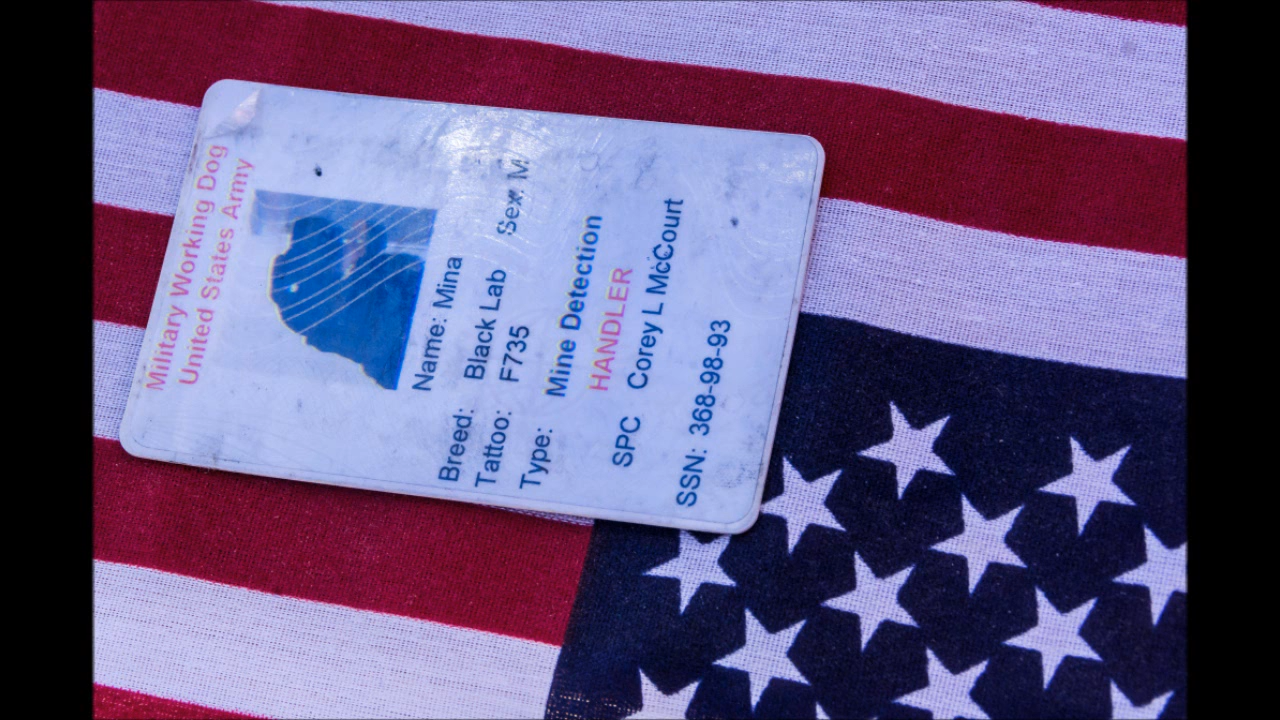 Military Working Dog
United States Army
Name: Mina
Breed: Black Lab Sex: M
Tattoo: F735
Type: Mine Detection
HANDLER
SPC Corey L McCourt
SSN: 368-98-93